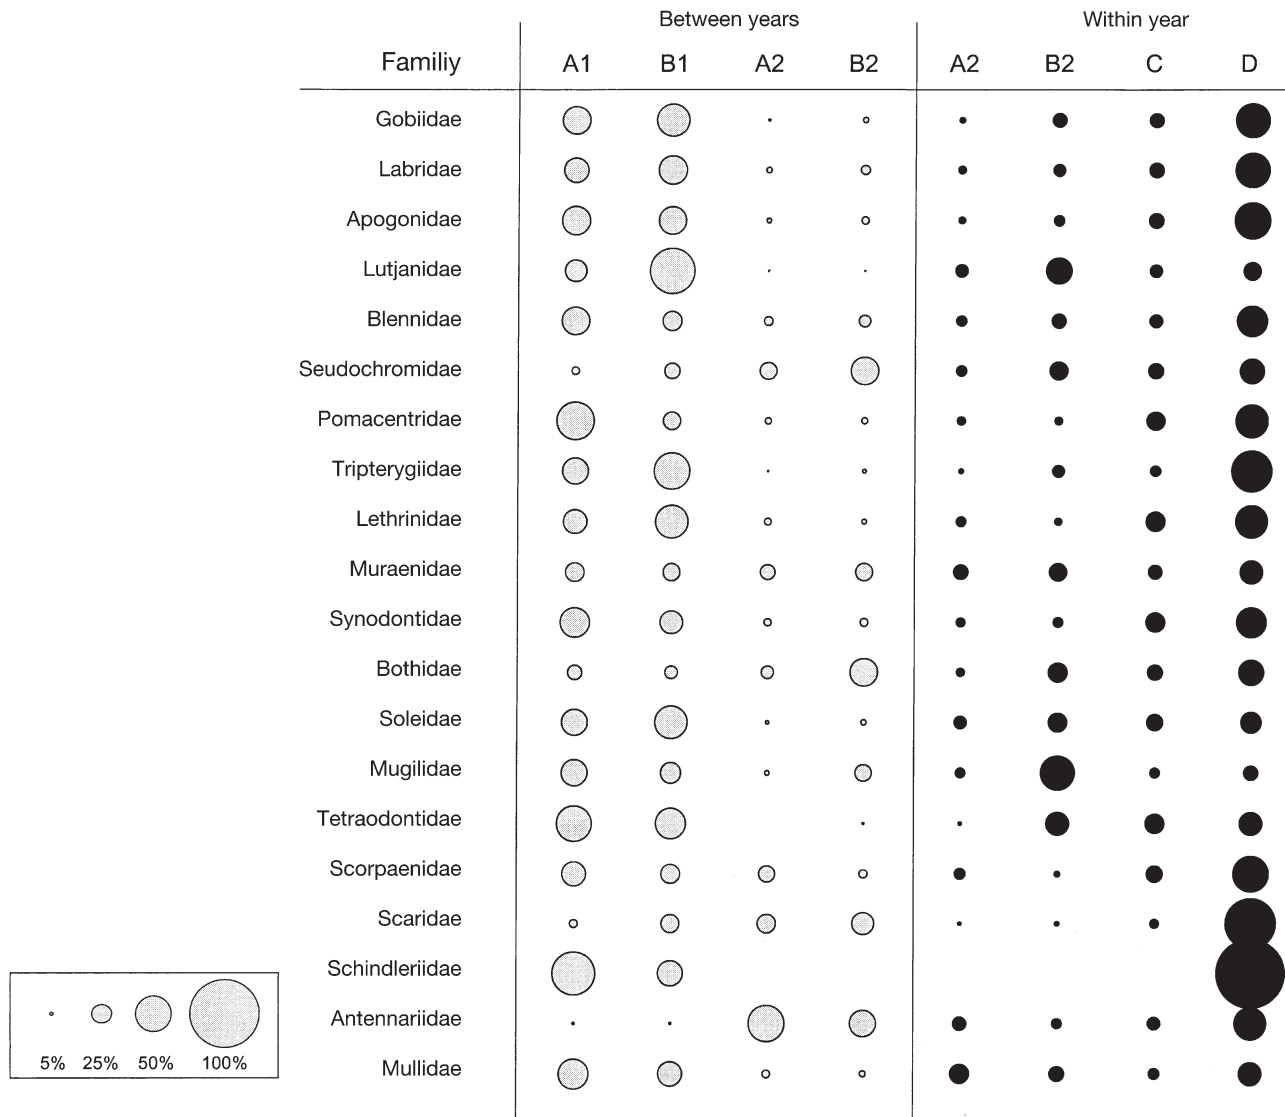 Between years Within year
Familiy A1 B1 A2 B2 A2 B2 C D
Gobiidae
Labridae
Apogonidae
Lutjanidae
Blennidae
Seudochromidae
Pomacentridae
Tripterygiidae
Lethrinidae
Muraenidae
Synodontidae
Bothidae
Soleidae
Mugilidae
Tetraodontidae
Scorpaenidae
Scaridae
Schindleriidae
Antennariidae
Mullidae
5% 25% 50% 100%